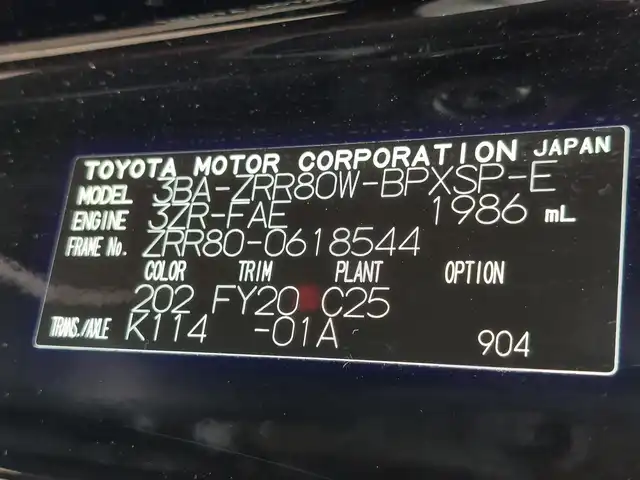 TOYOTA MOTOR CORPORATION JAPAN
MODEL 3BA-ZRR80W-BPXSP-E
ENGINE 3ZR-FAE 1986 mL
FRAME No. ZRR80-0618544
COLOR TRIM PLANT OPTION
202 FY20 C25
TRANS./AXLE K114 -01A 904